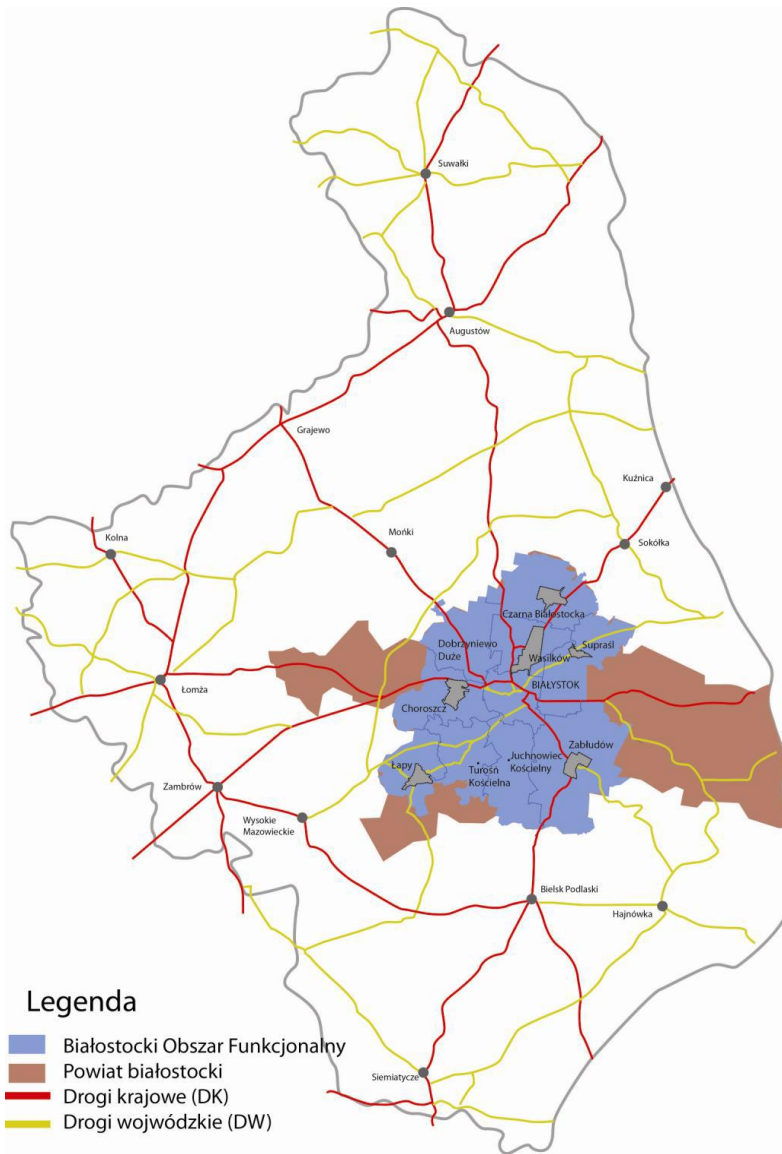 Suwałki
Augustów
Grajewo
Kuźnica
Kolna
Mońki
Sokółka
Czarna Białostocka
Dobrzyniewo
Duże
Supraśl
Wasilków
Łomża
BIAŁYSTOK
Choroszcz
Zabłudów
Juchnowiec
Kościelny
Łapy
Turośń
Kościelna
Zambrów
Wysokie
Mazowieckie
Bielsk Podlaski
Hajnówka
Siemiatycze
Legenda
Białostocki Obszar Funkcjonalny
Powiat białostocki
Drogi krajowe (DK)
Drogi wojwódzkie (DW)